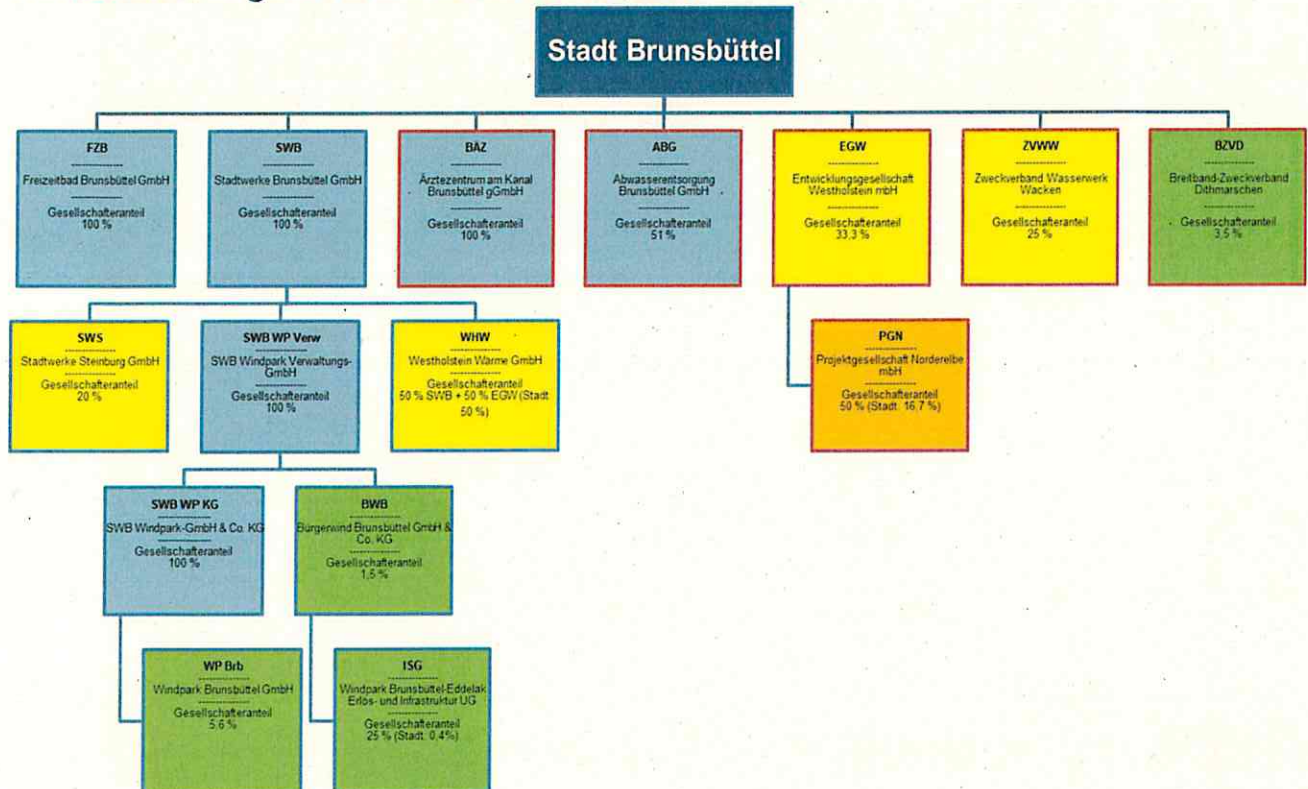 Stadt Brunsbüttel
FZB
--------------
Freizeitbad Brunsbüttel GmbH
--------------
Gesellschafteranteil
100 %
SWB
--------------
Stadtwerke Brunsbüttel GmbH
--------------
Gesellschafteranteil
100 %
BÄZ
--------------
Ärztezentrum am Kanal
Brunsbüttel gGmbH
--------------
Gesellschafteranteil
100 %
ABG
--------------
Abwasserentsorgung
Brunsbüttel GmbH
--------------
Gesellschafteranteil
51 %
EGW
--------------
Entwicklungsgesellschaft
Westholstein mbH
--------------
Gesellschafteranteil
33,3 %
ZVWW
--------------
Zweckverband Wasserwerk
Wacken
--------------
Gesellschafteranteil
25 %
BZVD
--------------
Breitband-Zweckverband
Dithmarschen
--------------
Gesellschafteranteil
3,5 %
SWS
--------------
Stadtwerke Steinburg GmbH
--------------
Gesellschafteranteil
20 %
SWB WP Verw
--------------
SWB Windpark Verwaltungs-
GmbH
--------------
Gesellschafteranteil
100 %
WHW
--------------
Westholstein Wärme GmbH
--------------
Gesellschafteranteil
50 % SWB + 50 % EGW (Stadt
50 %)
PGN
--------------
Projektgesellschaft Norderelbe
mbH
--------------
Gesellschafteranteil
50 % (Stadt: 16,7 %)
SWB WP KG
--------------
SWB Windpark-GmbH & Co. KG
--------------
Gesellschafteranteil
100 %
BWB
--------------
Bürgerwind Brunsbüttel GmbH &
Co. KG
--------------
Gesellschafteranteil
1,5 %
WP Brb
--------------
Windpark Brunsbüttel GmbH
--------------
Gesellschafteranteil
5,6 %
ISG
--------------
Windpark Brunsbüttel-Eddelak
Erlös- und Infrastruktur UG
--------------
Gesellschafteranteil
25 % (Stadt: 0,4%)